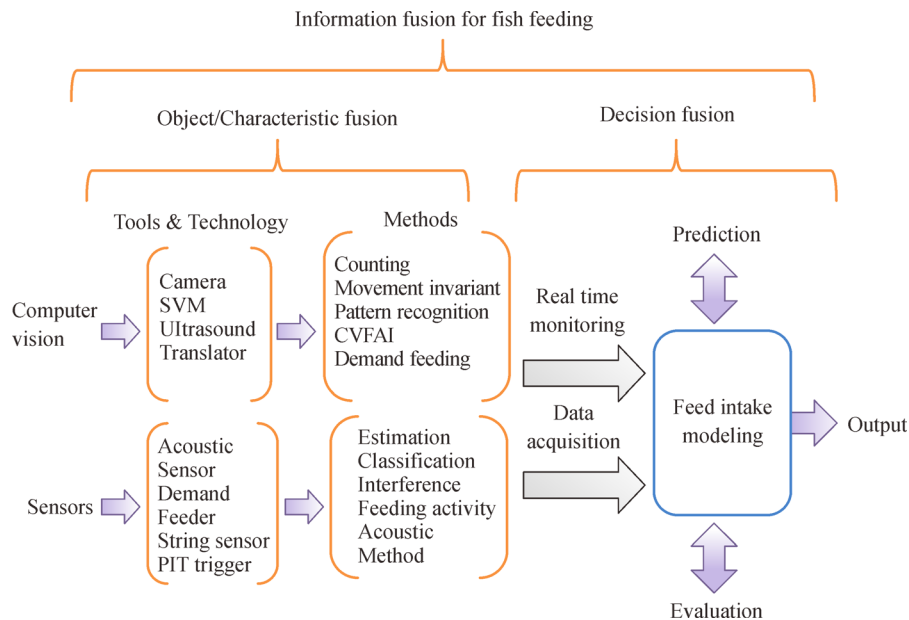 Information fusion for fish feeding
Object/Characteristic fusion
Decision fusion
Tools & Technology
Methods
Computer
vision
Camera
SVM
UItrasound
Translator
Counting
Movement invariant
Pattern recognition
CVFAI
Demand feeding
Sensors
Acoustic
Sensor
Demand
Feeder
String sensor
PIT trigger
Estimation
Classification
Interference
Feeding activity
Acoustic
Method
Real time
monitoring
Data
acquisition
Prediction
Feed intake
modeling
Output
Evaluation